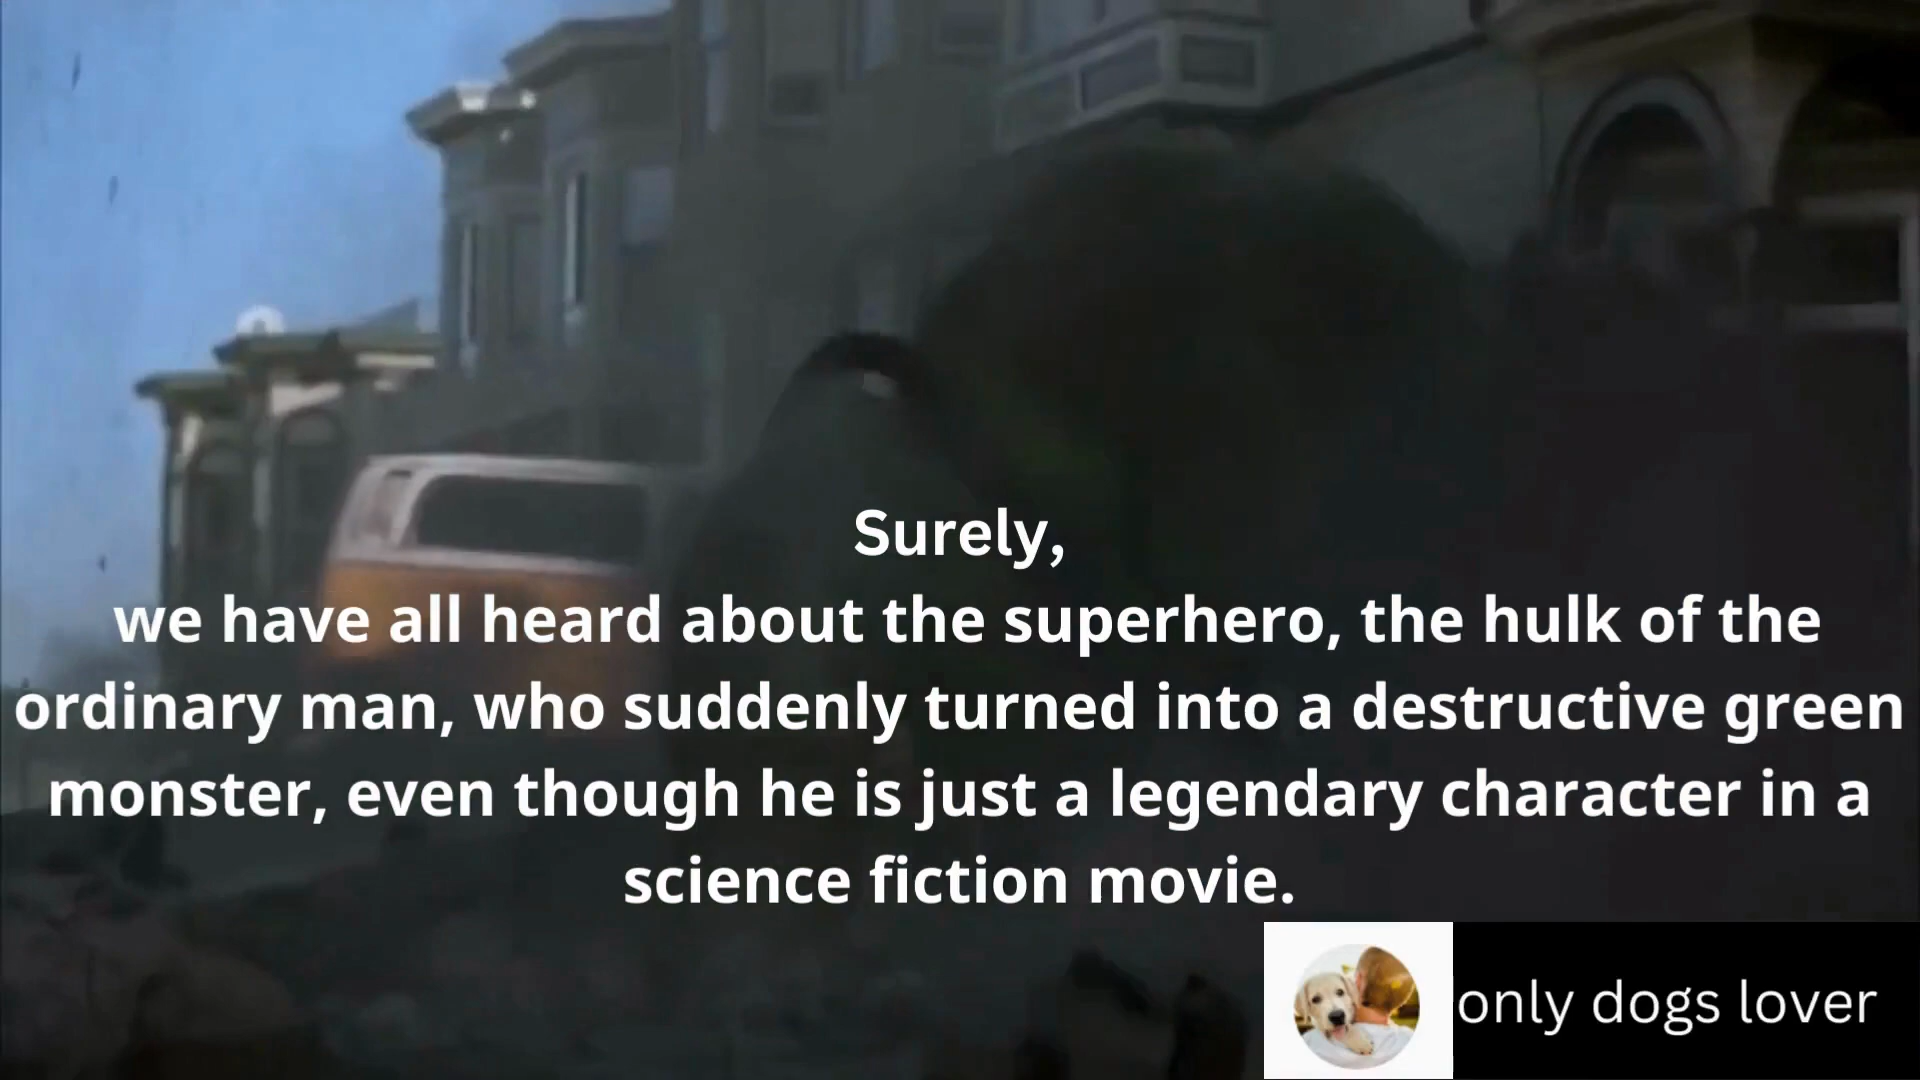 Surely,
we have all heard about the superhero, the hulk of the
ordinary man, who suddenly turned into a destructive green
monster, even though he is just a legendary character in a
science fiction movie.
only dogs lover